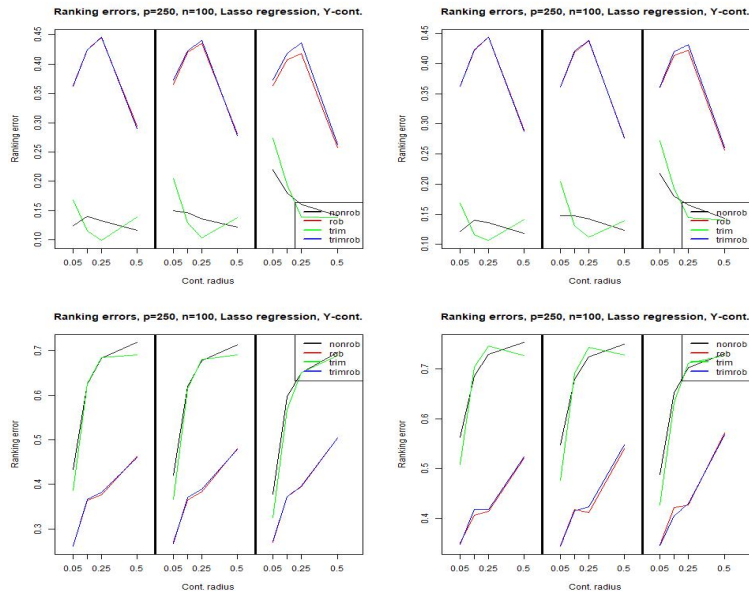 Ranking errors, p=250, n=100, Lasso regression, Y-cont.
Ranking error
0.10 0.15 0.20 0.25 0.30 0.35 0.40 0.45
nonrob
rob
trim
trimrob
0.05 0.25 0.5 0.05 0.25 0.5 0.05 0.25 0.5
Cont. radius
Ranking errors, p=250, n=100, Lasso regression, Y-cont.
Ranking error
0.10 0.15 0.20 0.25 0.30 0.35 0.40 0.45
nonrob
rob
trim
trimrob
0.05 0.25 0.5 0.05 0.25 0.5 0.05 0.25 0.5
Cont. radius
Ranking errors, p=250, n=100, Lasso regression, Y-cont.
Ranking error
0.3 0.4 0.5 0.6 0.7
nonrob
rob
trim
trimrob
0.05 0.25 0.5 0.05 0.25 0.5 0.05 0.25 0.5
Cont. radius
Ranking errors, p=250, n=100, Lasso regression, Y-cont.
Ranking error
0.4 0.5 0.6 0.7
nonrob
rob
trim
trimrob
0.05 0.25 0.5 0.05 0.25 0.5 0.05 0.25 0.5
Cont. radius